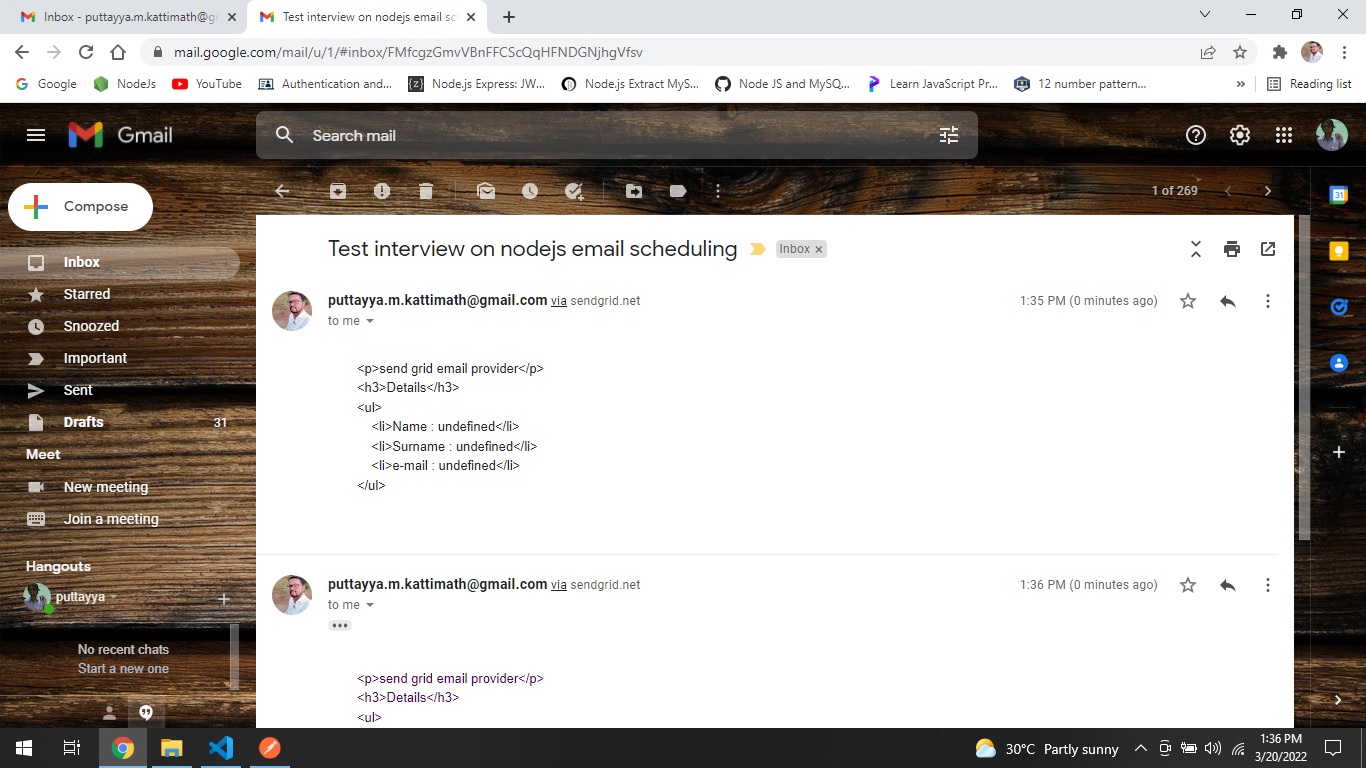 Inbox - puttayya.m.kattimath@g
Test interview on nodejs email sc
mail.google.com/mail/u/1/#inbox/FMfcgzGmvVBnFFCScQqHFNDGNjhgVfsv
Google NodeJs YouTube Authentication and... Node.js Express: JW... Node.js Extract MyS... Node JS and MySQ... Learn JavaScript Pr... 12 number pattern... » Reading list
Gmail
Search mail
Compose
1 of 269
Inbox
Starred
Snoozed
Important
Sent
Drafts 31
Meet
New meeting
Join a meeting
Hangouts
puttayya
No recent chats
Start a new one
Test interview on nodejs email scheduling Inbox ×
puttayya.m.kattimath@gmail.com via sendgrid.net 1:35 PM (0 minutes ago)
to me
<p>send grid email provider</p>
<h3>Details</h3>
<ul>
<li>Name : undefined</li>
<li>Surname : undefined</li>
<li>e-mail : undefined</li>
</ul>
puttayya.m.kattimath@gmail.com via sendgrid.net 1:36 PM (0 minutes ago)
to me
<p>send grid email provider</p>
<h3>Details</h3>
<ul>
30°C Partly sunny
1:36 PM
3/20/2022